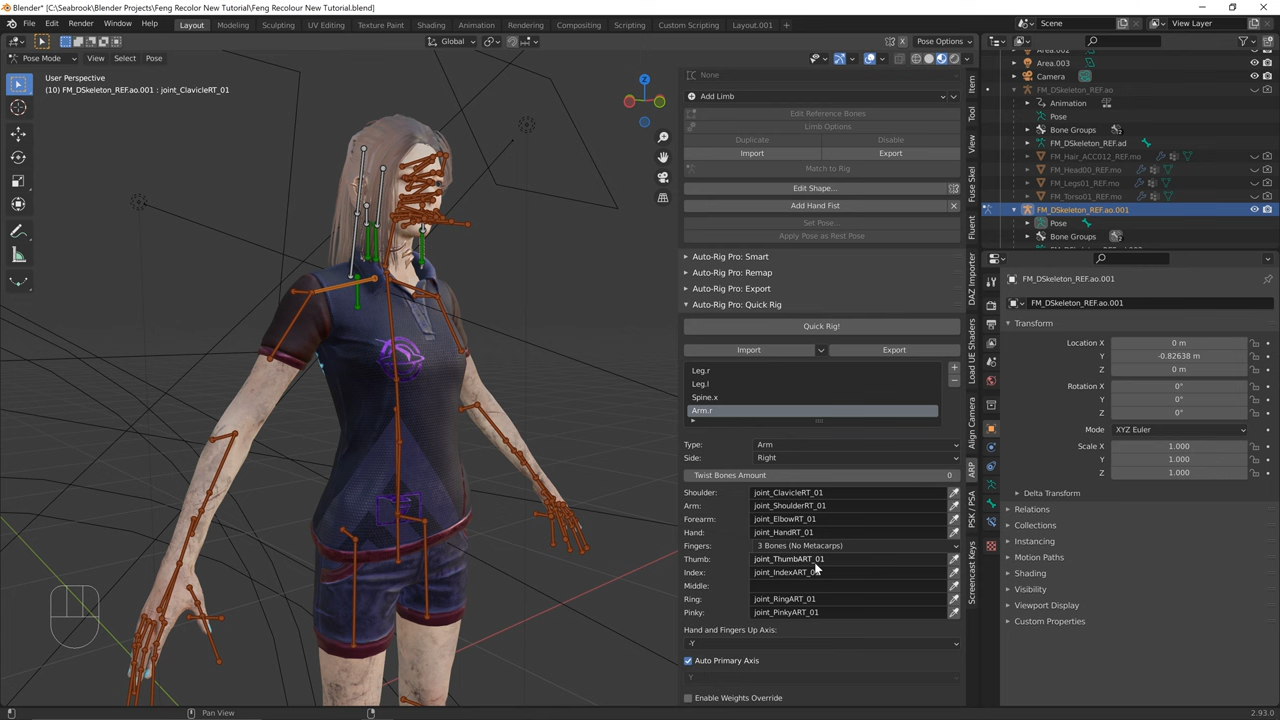 Blender* [C:\Seabrook\Blender Projects\Feng Recolor New Tutorial\Feng Recolour New Tutorial.blend]
File Edit Render Window Help Layout Modeling Sculpting UV Editing Texture Paint Shading Animation Rendering Compositing Scripting Custom Scripting Layout.001 Scene View Layer
Global Pose Options
Pose Mode View Select Pose
User Perspective
(10) FM_DSkeleton_REF.ao.001 : joint_ClavicleRT_01
Z
None
Add Limb
Edit Reference Bones
Limb Options
Duplicate Disable
Import Export
Match to Rig
Edit Shape...
Add Hand Fist
Set Pose...
Apply Pose as Rest Pose
Auto-Rig Pro: Smart
Auto-Rig Pro: Remap
Auto-Rig Pro: Export
Auto-Rig Pro: Quick Rig
Quick Rig!
Import Export
Leg.r
Leg.l
Spine.x
Arm.r
Type: Arm
Side: Right
Twist Bones Amount 0
Shoulder: joint_ClavicleRT_01
Arm: joint_ShoulderRT_01
Forearm: joint_ElbowRT_01
Hand: joint_HandRT_01
Fingers: 3 Bones (No Metacarps)
Thumb: joint_ThumbART_01
Index: joint_IndexART_01
Middle:
Ring: joint_RingART_01
Pinky: joint_PinkyART_01
Hand and Fingers Up Axis:
-Y
Auto Primary Axis
Y
Enable Weights Override
Item
Tool
View
Fuse Skel
Fluent
DAZ Importer
Load UE Shaders
Align Camera
ARP
PSK / PSA
Screencast Keys
Area.002
Area.003
Camera
FM_DSkeleton_REF.ao
Animation
Pose
Bone Groups
FM_DSkeleton_REF.ad
FM_Hair_ACC012_REF.mo
FM_Head00_REF.mo
FM_Legs01_REF.mo
FM_Torso01_REF.mo
FM_DSkeleton_REF.ao.001
Pose
Bone Groups
FM_DSkeleton_REF.ao.001
FM_DSkeleton_REF.ao.001
Transform
Location X 0 m
Y -0.82638 m
Z 0 m
Rotation X 0°
Y 0°
Z 0°
Mode XYZ Euler
Scale X 1.000
Y 1.000
Z 1.000
Delta Transform
Relations
Collections
Instancing
Motion Paths
Shading
Visibility
Viewport Display
Custom Properties
Pan View 2.93.0